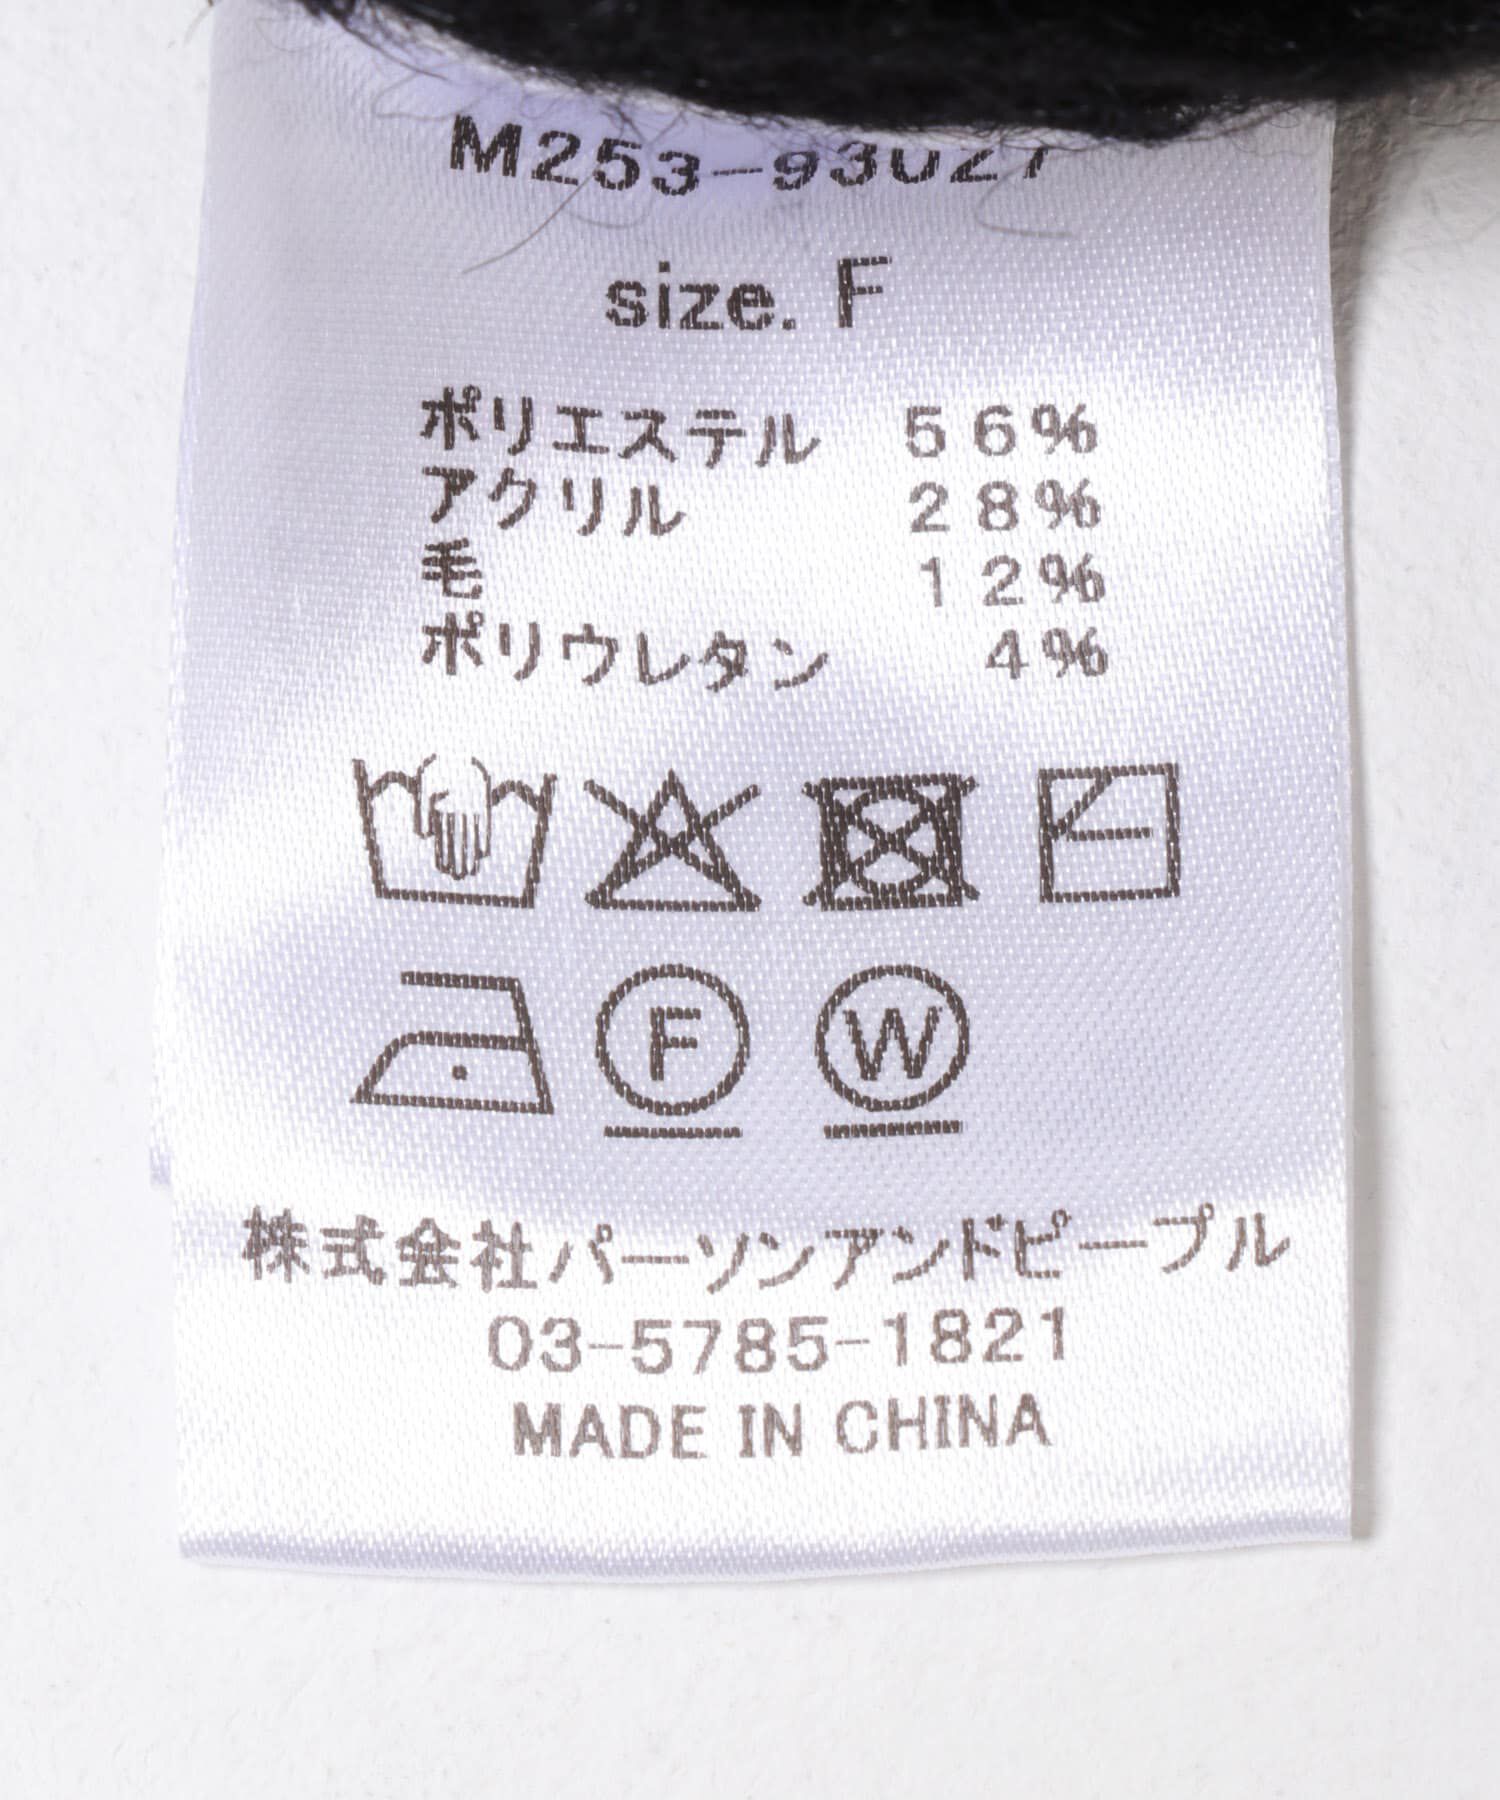 M253-93027
size. F
ポリエステル 56%
アクリル 28%
毛 12%
ポリウレタン 4%
F W
株式会社パーソンアンドピープル
03-5785-1821
MADE IN CHINA